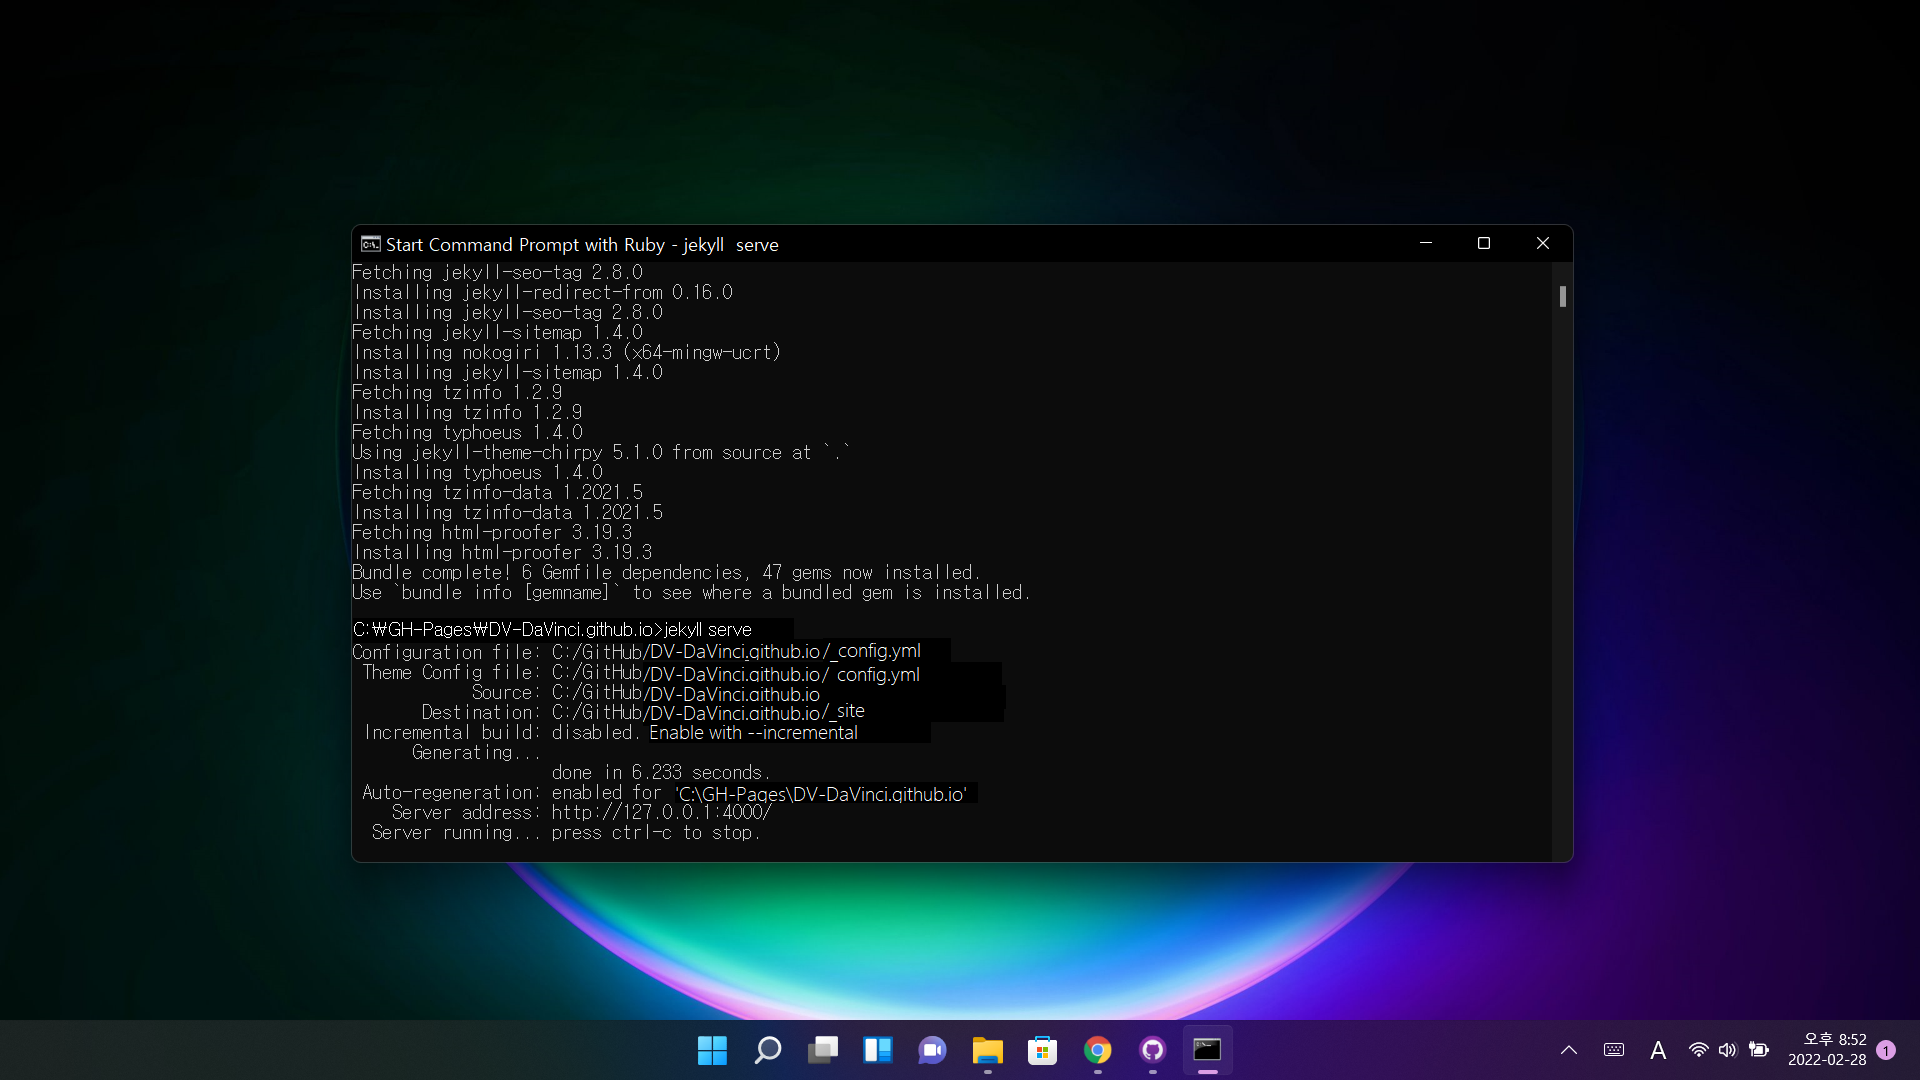 Start Command Prompt with Ruby - jekyll  serve
Fetching jekyll-seo-tag 2.8.0
Installing jekyll-redirect-from 0.16.0
Installing jekyll-seo-tag 2.8.0
Fetching jekyll-sitemap 1.4.0
Installing nokogiri 1.13.3 (x64-mingw-ucrt)
Installing jekyll-sitemap 1.4.0
Fetching tzinfo 1.2.9
Installing tzinfo 1.2.9
Fetching typhoeus 1.4.0
Using jekyll-theme-chirpy 5.1.0 from source at `.`
Installing typhoeus 1.4.0
Fetching tzinfo-data 1.2021.5
Installing tzinfo-data 1.2021.5
Fetching html-proofer 3.19.3
Installing html-proofer 3.19.3
Bundle complete! 6 Gemfile dependencies, 47 gems now installed.
Use `bundle info [gemname]` to see where a bundled gem is installed.
C:₩GH-Pages₩DV-DaVinci.github.io>jekyll serve
Configuration file: C:/GitHub/DV-DaVinci.github.io/_config.yml
Theme Config file: C:/GitHub/DV-DaVinci.github.io/_config.yml
Source: C:/GitHub/DV-DaVinci.github.io
Destination: C:/GitHub/DV-DaVinci.github.io/_site
Incremental build: disabled. Enable with --incremental
Generating...
done in 6.233 seconds.
Auto-regeneration: enabled for 'C:\GH-Pages\DV-DaVinci.github.io'
Server address: http://127.0.0.1:4000/
Server running... press ctrl-c to stop.
A
오후 8:52
2022-02-28
1